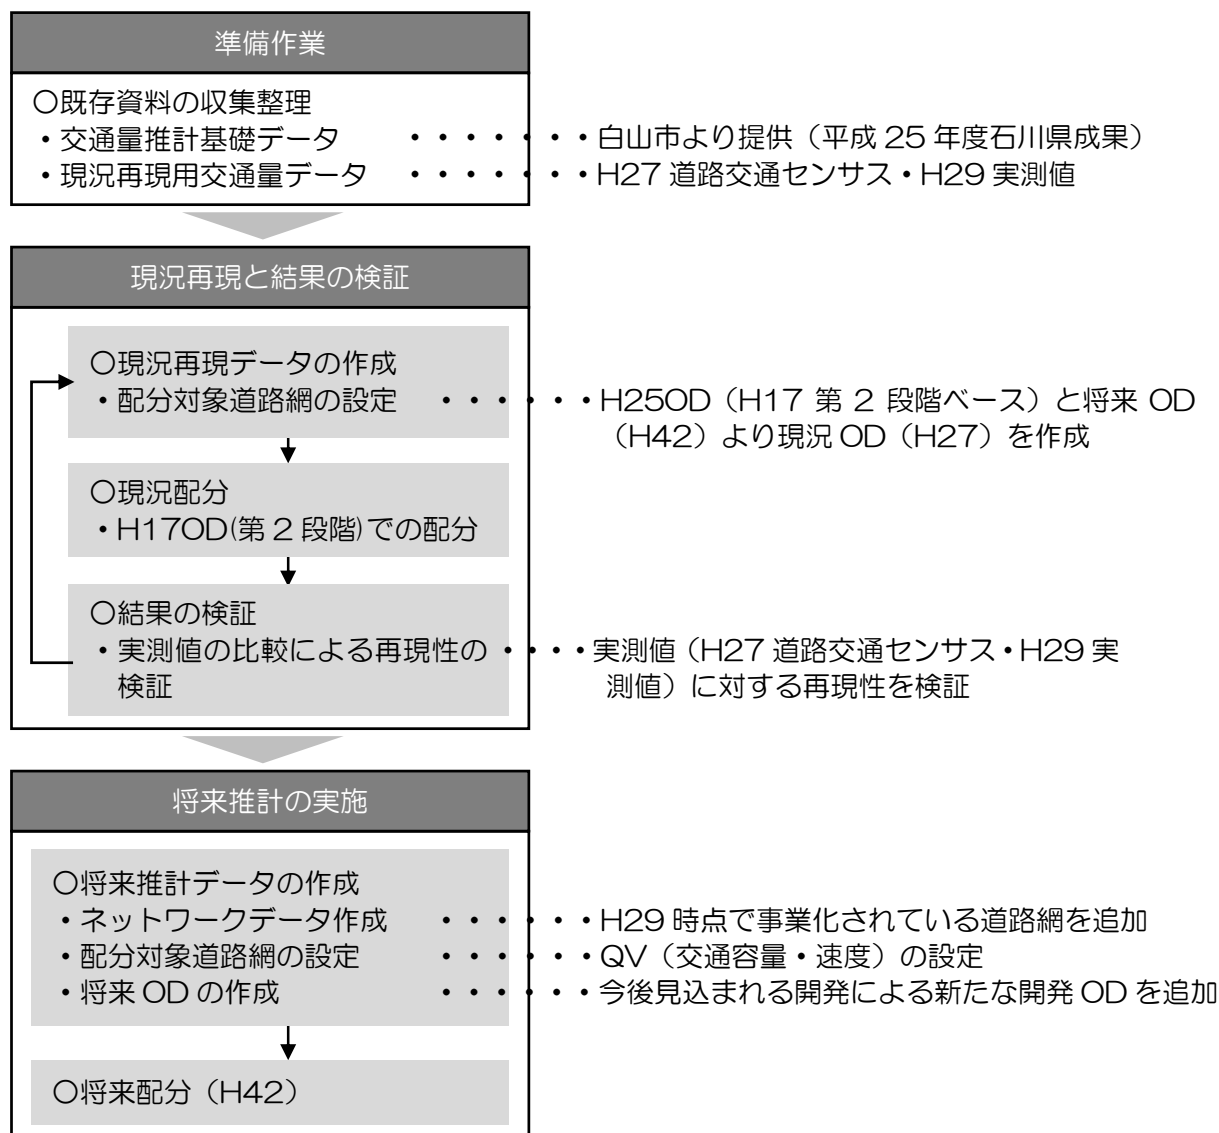 準備作業
〇既存資料の収集整理
・交通量推計基礎データ ・・・・・・・白山市より提供（平成 25 年度石川県成果）
・現況再現用交通量データ ・・・・・・・H27 道路交通センサス・H29 実測値
現況再現と結果の検証
〇現況再現データの作成
・配分対象道路網の設定 ・・・・・・H25OD（H17 第 2 段階ベース）と将来 OD
（H42）より現況 OD（H27）を作成
〇現況配分
・H17OD(第 2 段階)での配分
〇結果の検証
・実測値の比較による再現性の ・・・・実測値（H27 道路交通センサス・H29 実
検証 測値）に対する再現性を検証
将来推計の実施
〇将来推計データの作成
・ネットワークデータ作成 ・・・・・・H29 時点で事業化されている道路網を追加
・配分対象道路網の設定 ・・・・・・QV（交通容量・速度）の設定
・将来 OD の作成 ・・・・・・今後見込まれる開発による新たな開発 OD を追加
〇将来配分（H42）